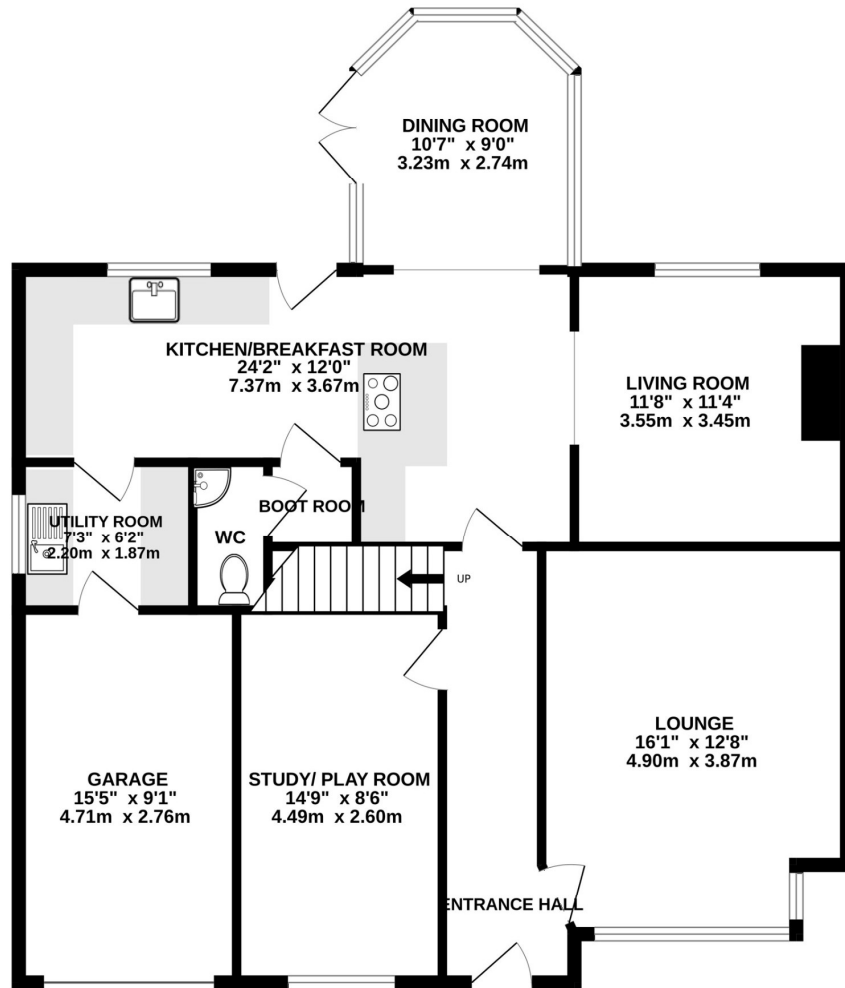 DINING ROOM
10'7" x 9'0"
3.23m x 2.74m
KITCHEN/BREAKFAST ROOM
24'2" x 12'0"
7.37m x 3.67m
LIVING ROOM
11'8" x 11'4"
3.55m x 3.45m
UTILITY ROOM
7'3" x 6'2"
2.20m x 1.87m
WC
BOOT ROOM
UP
LOUNGE
16'1" x 12'8"
4.90m x 3.87m
GARAGE
15'5" x 9'1"
4.71m x 2.76m
STUDY/ PLAY ROOM
14'9" x 8'6"
4.49m x 2.60m
ENTRANCE HALL